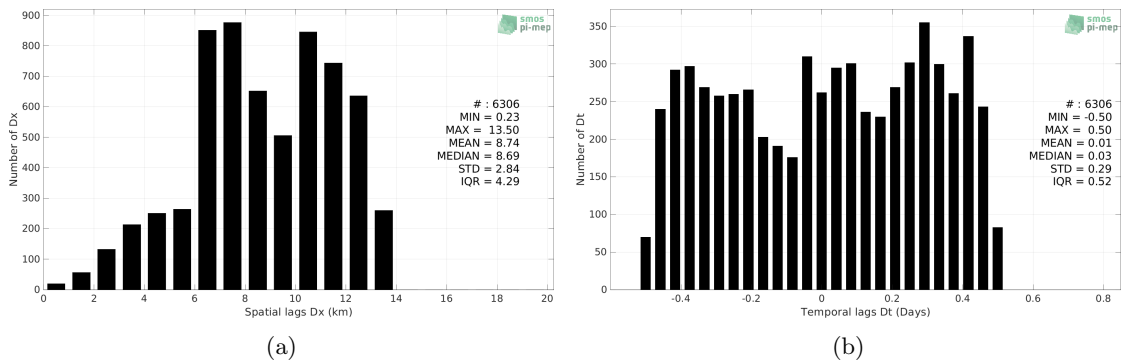 900
800
700
600
500
400
300
200
100
0
Number of Dx
0 2 4 6 8 10 12 14 16 18 20
Spatial lags Dx (km)
smos
pi-mep
# : 6306
MIN = 0.23
MAX = 13.50
MEAN = 8.74
MEDIAN = 8.69
STD = 2.84
IQR = 4.29
(a)
350
300
250
200
150
100
50
0
Number of Dt
-0.4 -0.2 0 0.2 0.4 0.6 0.8
Temporal lags Dt (Days)
smos
pi-mep
# : 6306
MIN = -0.50
MAX = 0.50
MEAN = 0.01
MEDIAN = 0.03
STD = 0.29
IQR = 0.52
(b)